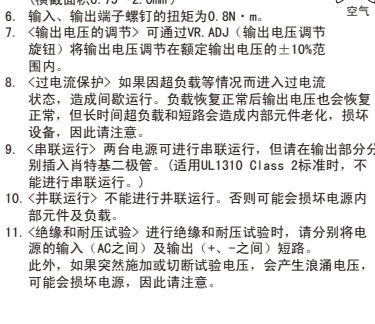 空气
6. 输入、输出端子螺钉的扭矩为0.8N·m。
7. <输出电压的调节> 可通过VR.ADJ（输出电压调节
旋钮）将输出电压调节在额定输出电压的±10%范
围内。
8. <过电流保护> 如果因超负载等情况而进入过电流
状态，造成间歇运行。负载恢复正常后输出电压也会恢复
正常，但长时间超负载和短路会造成内部元件老化，损坏
设备，因此请注意。
9. <串联运行> 两台电源可进行串联运行，但请在输出部分分
别插入肖特基二极管。(适用UL1310 Class 2标准时，不
能进行串联运行。)
10. <并联运行> 不能进行并联运行。否则可能会损坏电源内
部元件及负载。
11. <绝缘和耐压试验> 进行绝缘和耐压试验时，请分别将电
源的输入（AC之间）及输出（+、-之间）短路。
此外，如果突然施加或切断试验电压，会产生浪涌电压，
可能会损坏电源，因此请注意。